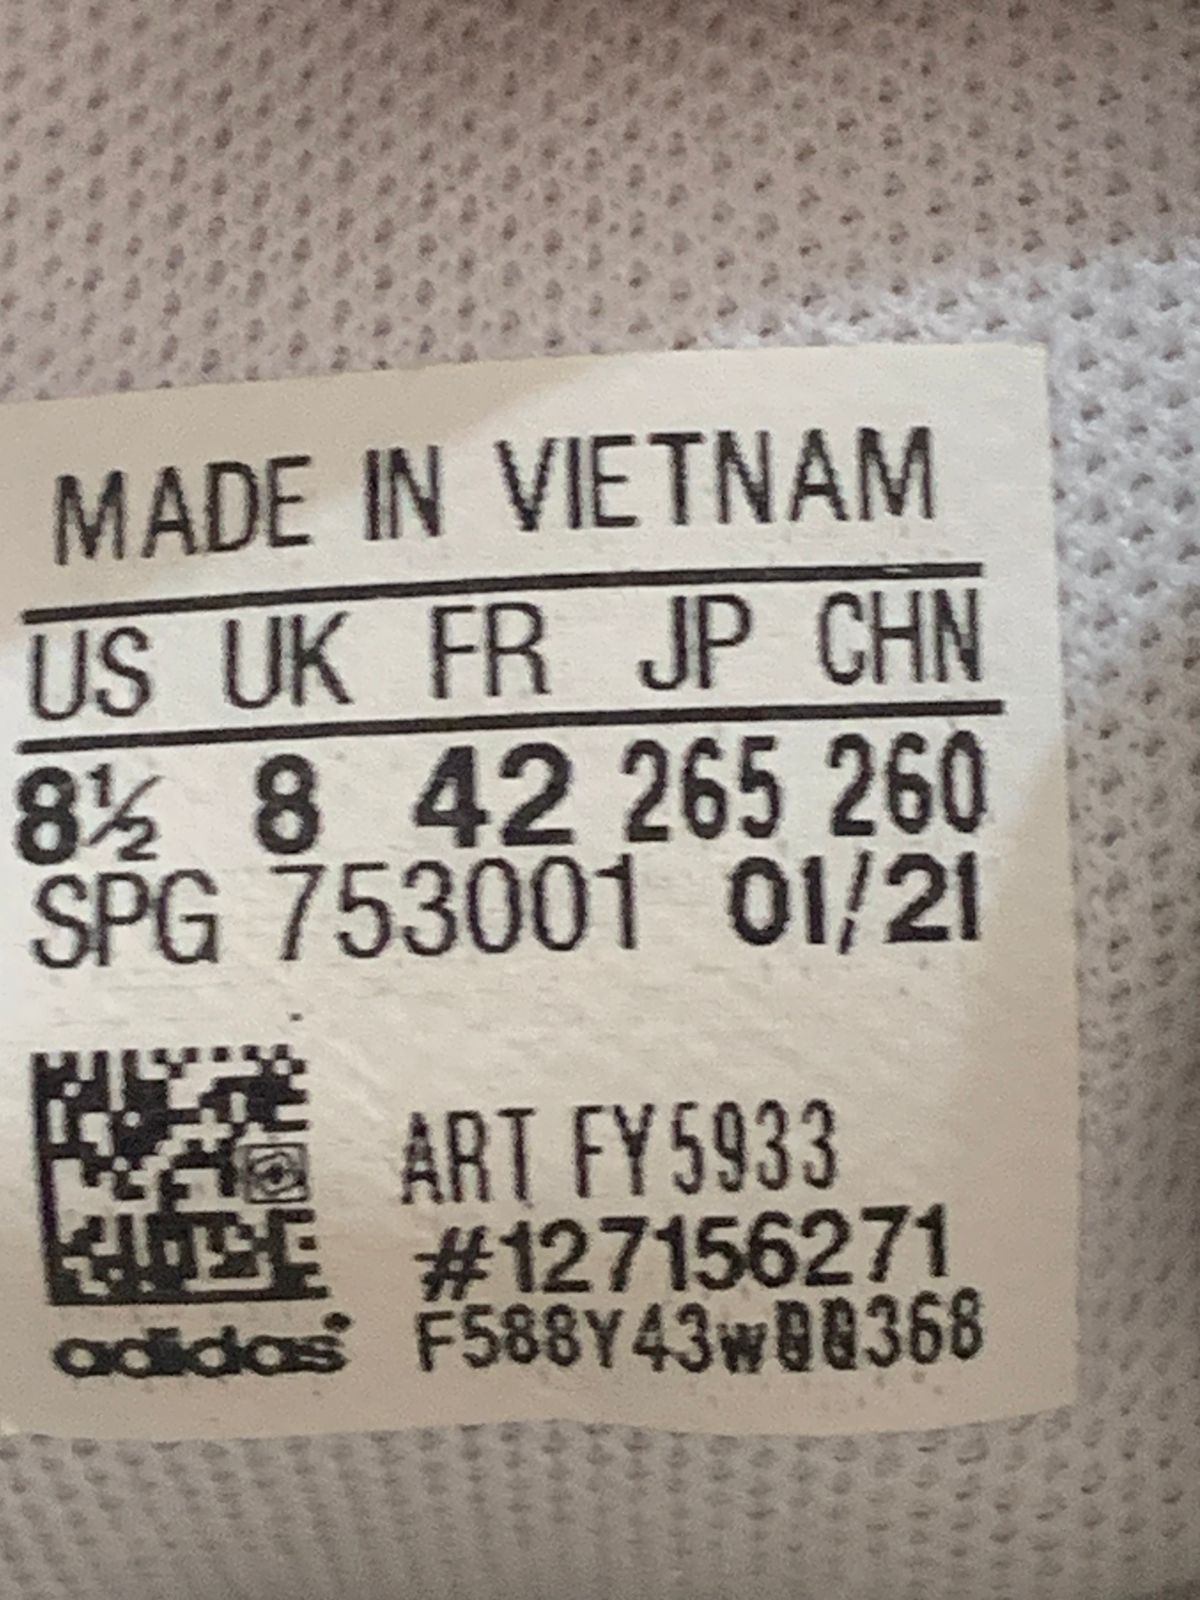 MADE IN VIETNAM
US UK FR JP CHN
8½ 8 42 265 260
SPG 753001 01/21
ART FY5933
#127156271
F588Y43w00368
adidas